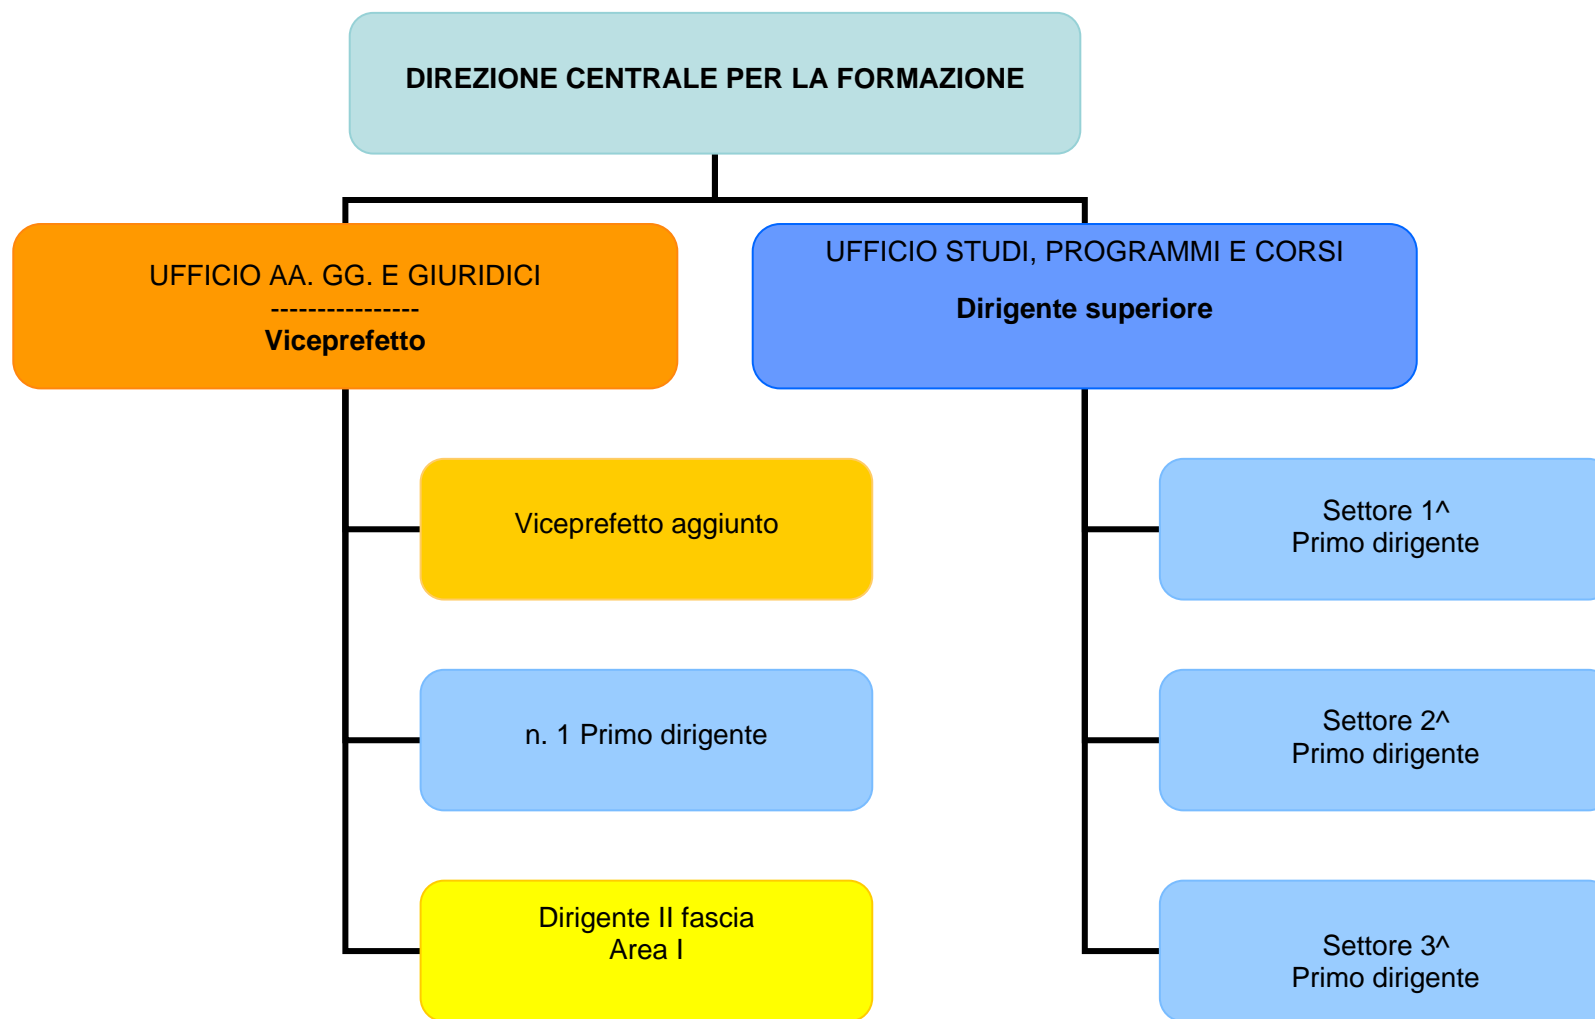 DIREZIONE CENTRALE PER LA FORMAZIONE
UFFICIO AA. GG. E GIURIDICI
----------------
Viceprefetto
UFFICIO STUDI, PROGRAMMI E CORSI
Dirigente superiore
Viceprefetto aggiunto
n. 1 Primo dirigente
Dirigente II fascia
Area I
Settore 1^
Primo dirigente
Settore 2^
Primo dirigente
Settore 3^
Primo dirigente